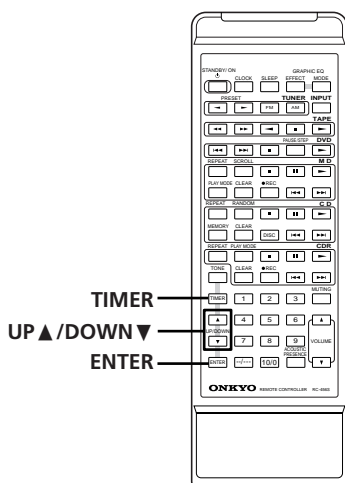 STANDBY/ ON
GRAPHIC EQ
CLOCK SLEEP EFFECT MODE
PRESET TUNER INPUT
FM AM
TAPE
PAUSE/STEP DVD
REPEAT SCROLL M D
PLAY MODE CLEAR ●REC
REPEAT RANDOM C D
MEMORY CLEAR
DISC
REPEAT PLAY MODE CDR
TONE CLEAR ●REC
MUTING
TIMER
TIMER 1 2 3
UP▲/DOWN▼
▲ 4 5 6 ▲
UP/DOWN VOLUME
▼ 7 8 9 ▼
ACOUSTIC
PRESENCE
ENTER
ENTER --/--- 10/0
ONKYO REMOTE CONTROLLER RC-456S